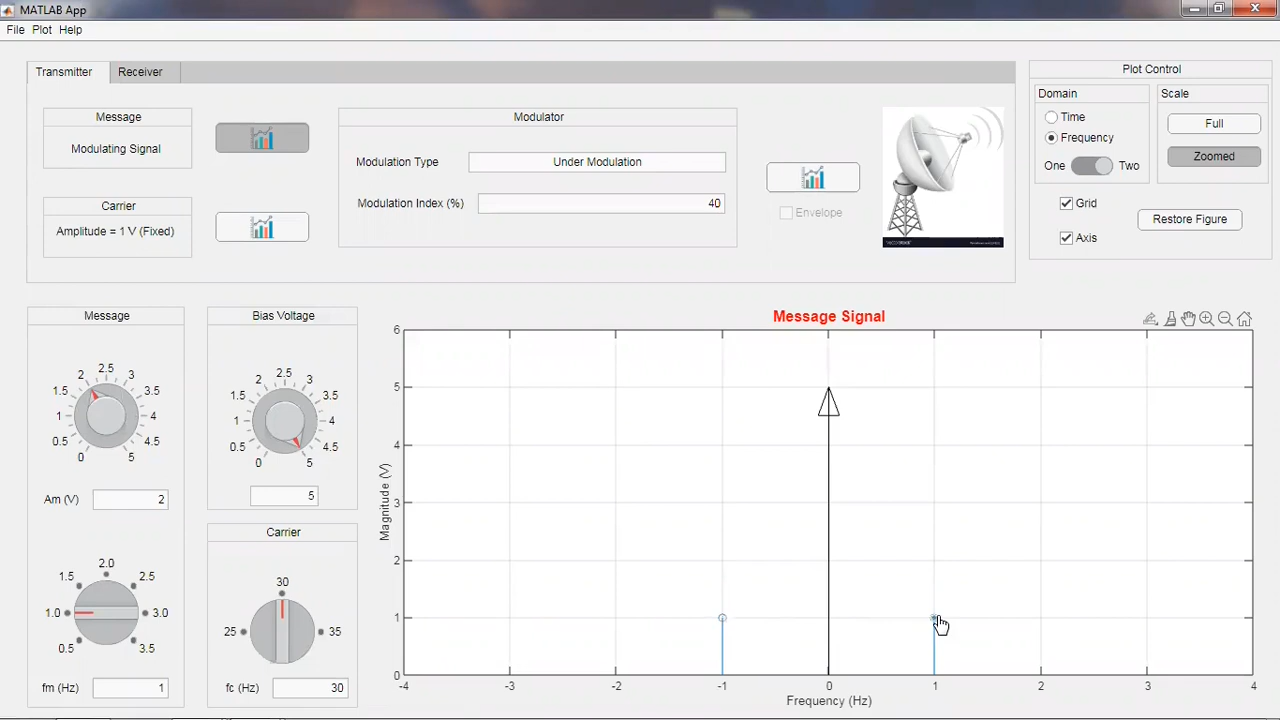 MATLAB App
File Plot Help
Transmitter Receiver
Message
Modulating Signal
Carrier
Amplitude = 1 V (Fixed)
Modulator
Modulation Type Under Modulation
Modulation Index (%) 40
Envelope
Plot Control
Domain
Time
Frequency
One Two
Scale
Full
Zoomed
Grid
Axis
Restore Figure
Message
0 0.5 1 1.5 2 2.5 3 3.5 4 4.5 5
Am (V) 2
0.5 1.0 1.5 2.0 2.5 3.0 3.5
fm (Hz) 1
Bias Voltage
0 0.5 1 1.5 2 2.5 3 3.5 4 4.5 5
5
Carrier
25 30 35
fc (Hz) 30
Message Signal
Magnitude (V)
6
5
4
3
2
1
0
-4 -3 -2 -1 0 1 2 3 4
Frequency (Hz)